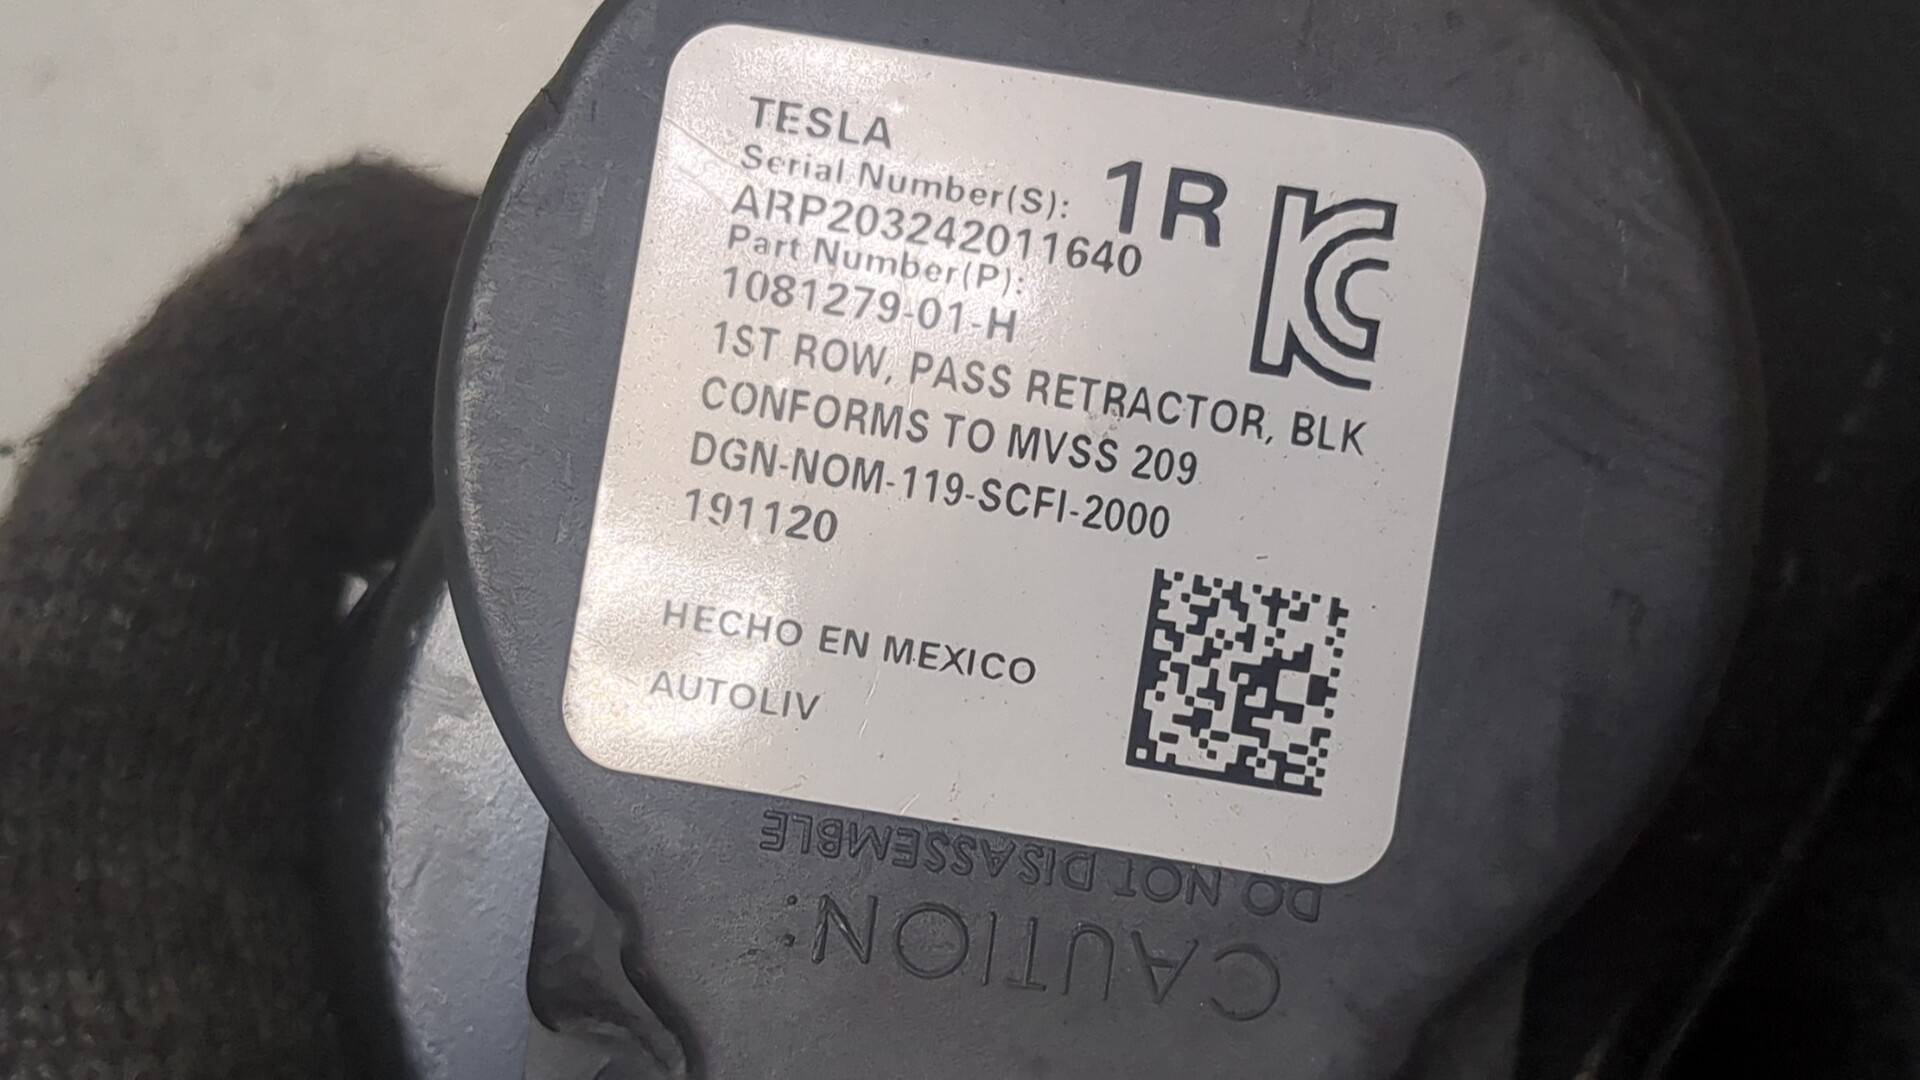 TESLA
Serial Number(S):
1R
ARP203242011640
Part Number(P):
1081279-01-H
1ST ROW, PASS RETRACTOR, BLK
CONFORMS TO MVSS 209
DGN-NOM-119-SCFI-2000
191120
HECHO EN MEXICO
AUTOLIV
CAUTION:
DO NOT DISASSEMBLE